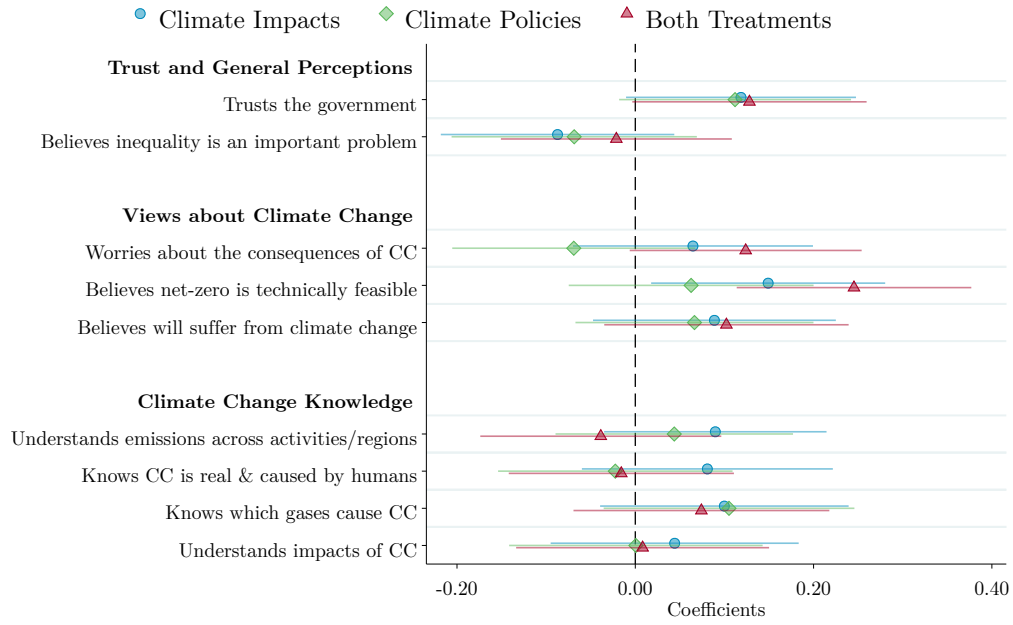 Climate Impacts Climate Policies Both Treatments
Trust and General Perceptions
Trusts the government
Believes inequality is an important problem
Views about Climate Change
Worries about the consequences of CC
Believes net-zero is technically feasible
Believes will suffer from climate change
Climate Change Knowledge
Understands emissions across activities/regions
Knows CC is real & caused by humans
Knows which gases cause CC
Understands impacts of CC
-0.20 0.00 0.20 0.40
Coefficients